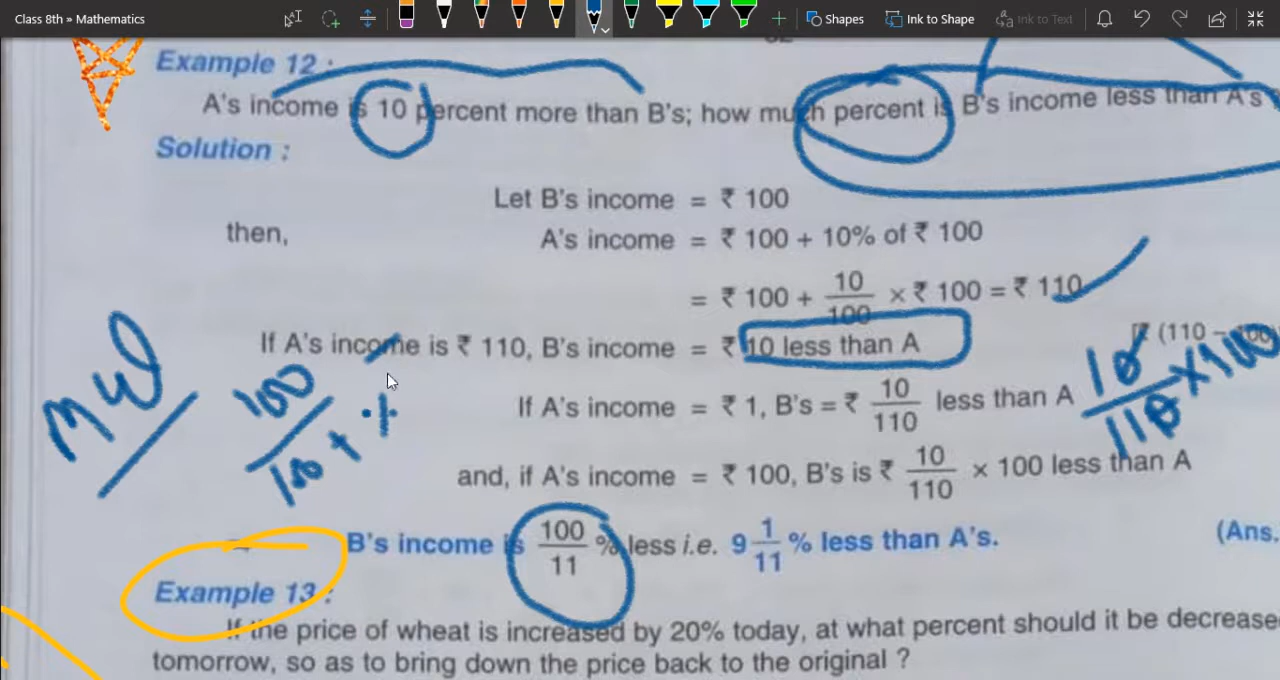 Class 8th » Mathematics
Shapes
Ink to Shape
Ink to Text
Example 12 :
A's income is 10 percent more than B's; how much percent is B's income less than A's
Solution :
Let B's income = ₹ 100
then, A's income = ₹ 100 + 10% of ₹ 100
= ₹ 100 + 10/100 × ₹ 100 = ₹ 110
If A's income is ₹ 110, B's income = ₹ 10 less than A [₹ (110 – 100)
10/110 × 100
If A's income = ₹ 1, B's = ₹ 10/110 less than A
100/100 +
and, if A's income = ₹ 100, B's is ₹ 10/110 × 100 less than A
B's income is 100/11 % less i.e. 9 1/11 % less than A's. (Ans.
Example 13 :
If the price of wheat is increased by 20% today, at what percent should it be decrease
tomorrow, so as to bring down the price back to the original ?